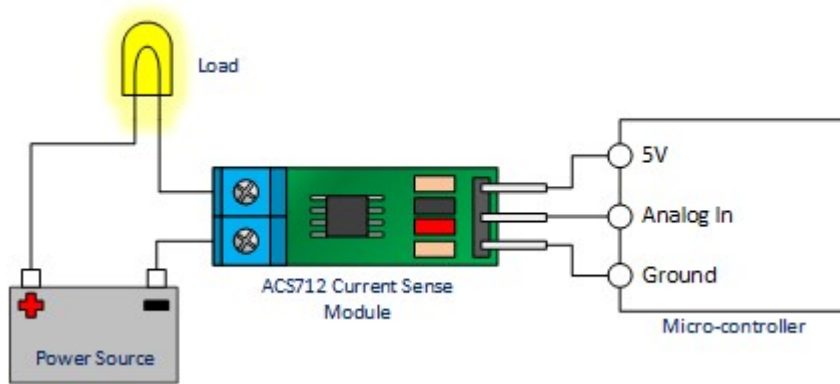 Load
5V
Analog In
Ground
ACS712 Current Sense
Module
Micro-controller
Power Source